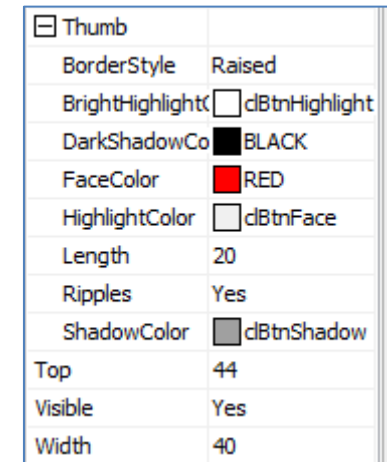 Thumb
BorderStyle Raised
BrightHighlightC clBtnHighlight
DarkShadowCo BLACK
FaceColor RED
HighlightColor clBtnFace
Length 20
Ripples Yes
ShadowColor clBtnShadow
Top 44
Visible Yes
Width 40